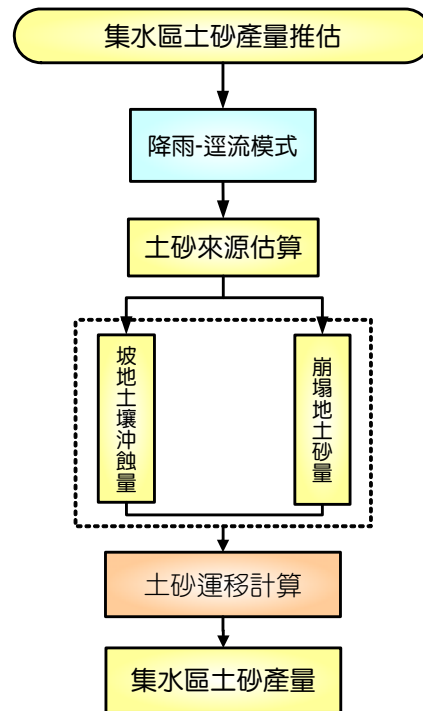 集水區土砂產量推估
降雨-逕流模式
土砂來源估算
坡地土壤沖蝕量
崩塌地土砂量
土砂運移計算
集水區土砂產量